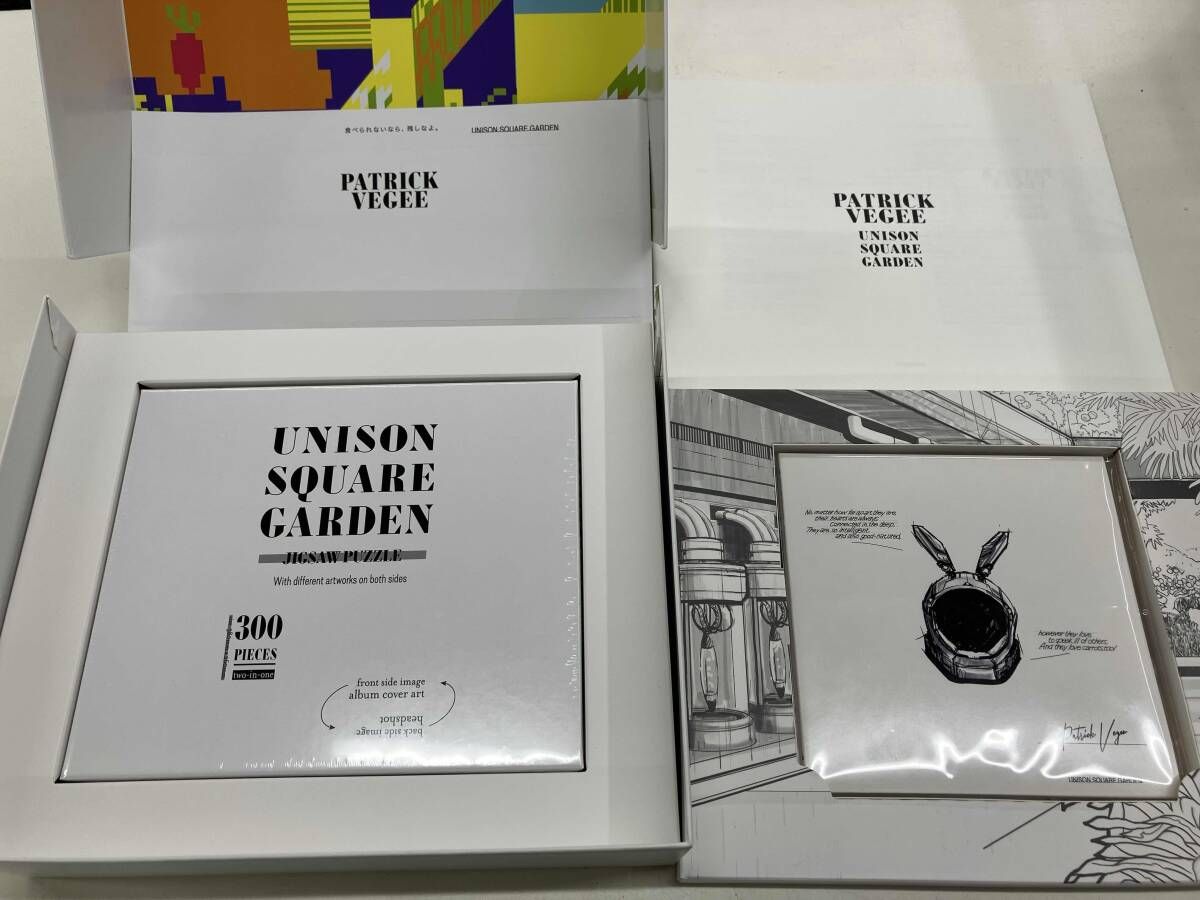 食べられないなら、残しなよ。
UNISON SQUARE GARDEN
PATRICK
VEGEE
PATRICK
VEGEE
UNISON
SQUARE
GARDEN
UNISON
SQUARE
GARDEN
JIGSAW PUZZLE
With different artworks on both sides
300
PIECES
two-in-one
front side image
album cover art
back side image
headshot
No matter how far apart they are,
their hearts are always
connected in the deep.
They are so intelligent
and also good-natured.
however they love
to speak ill of others.
And they love carrots,too!
Patrick Vegee
UNISON SQUARE GARDEN